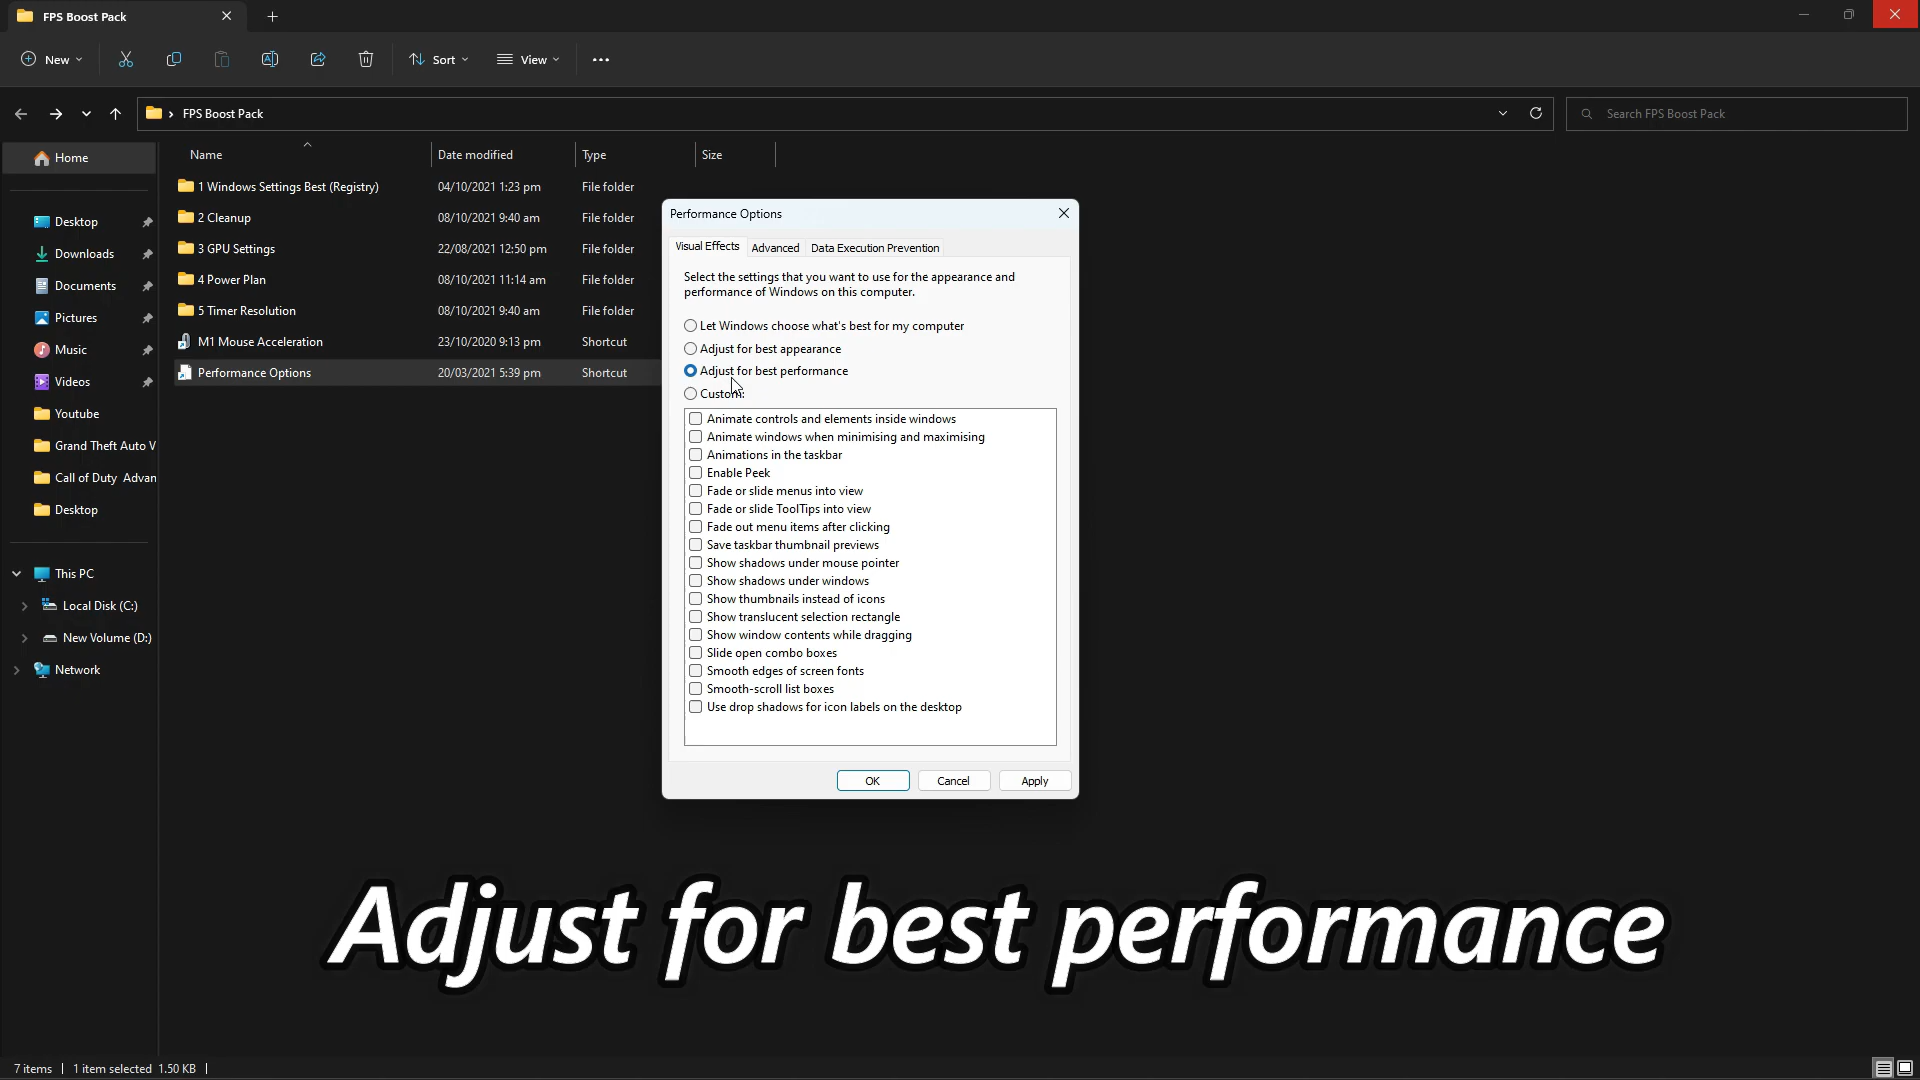 FPS Boost Pack
New
Sort
View
FPS Boost Pack
Search FPS Boost Pack
Name
Date modified
Type
Size
Home
1 Windows Settings Best (Registry)
04/10/2021 1:23 pm
File folder
2 Cleanup
08/10/2021 9:40 am
File folder
3 GPU Settings
22/08/2021 12:50 pm
File folder
4 Power Plan
08/10/2021 11:14 am
File folder
5 Timer Resolution
08/10/2021 9:40 am
File folder
M1 Mouse Acceleration
23/10/2020 9:13 pm
Shortcut
Performance Options
20/03/2021 5:39 pm
Shortcut
Desktop
Downloads
Documents
Pictures
Music
Videos
Youtube
Grand Theft Auto V
Call of Duty Advan
Desktop
This PC
Local Disk (C:)
New Volume (D:)
Network
Performance Options
Visual Effects
Advanced
Data Execution Prevention
Select the settings that you want to use for the appearance and
performance of Windows on this computer.
Let Windows choose what's best for my computer
Adjust for best appearance
Adjust for best performance
Custom:
Animate controls and elements inside windows
Animate windows when minimising and maximising
Animations in the taskbar
Enable Peek
Fade or slide menus into view
Fade or slide ToolTips into view
Fade out menu items after clicking
Save taskbar thumbnail previews
Show shadows under mouse pointer
Show shadows under windows
Show thumbnails instead of icons
Show translucent selection rectangle
Show window contents while dragging
Slide open combo boxes
Smooth edges of screen fonts
Smooth-scroll list boxes
Use drop shadows for icon labels on the desktop
OK
Cancel
Apply
Adjust for best performance
7 items
1 item selected 1.50 KB